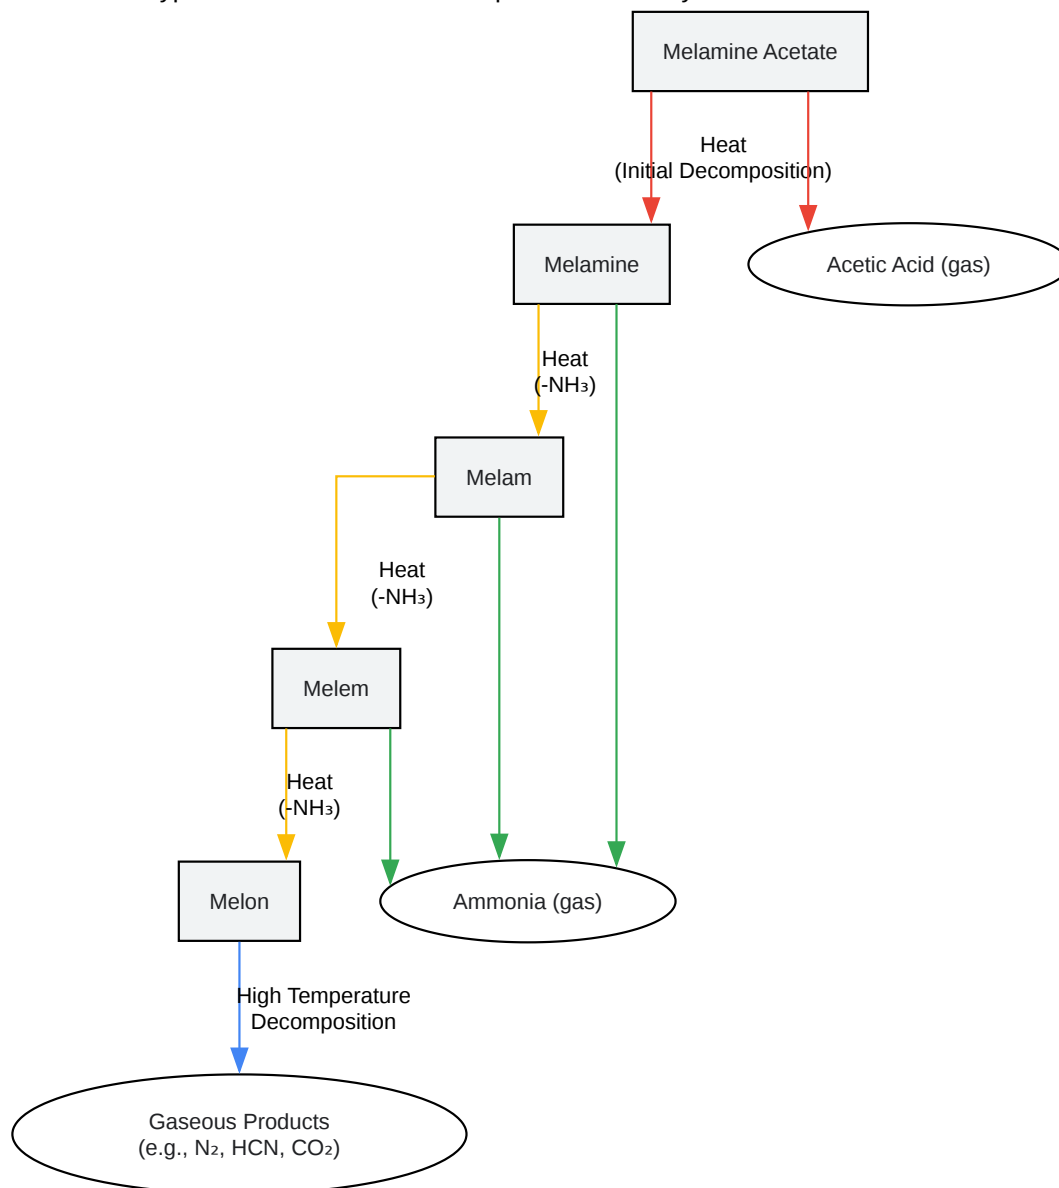 Melamine Acetate
Heat
(Initial Decomposition)
Melamine
Acetic Acid (gas)
Heat
(-NH₃)
Melam
Heat
(-NH₃)
Melem
Heat
(-NH₃)
Melon
Ammonia (gas)
High Temperature
Decomposition
Gaseous Products
(e.g., N₂, HCN, CO₂)